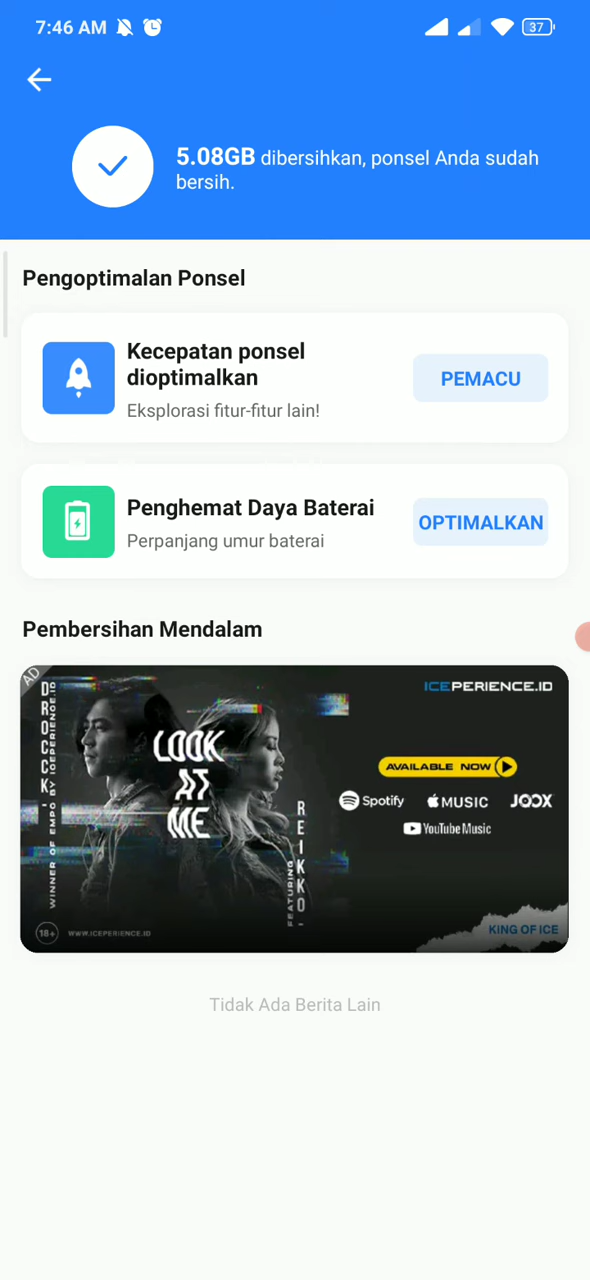 7:46 AM
37
5.08GB dibersihkan, ponsel Anda sudah
bersih.
Pengoptimalan Ponsel
Kecepatan ponsel
dioptimalkan
Eksplorasi fitur-fitur lain!
PEMACU
Penghemat Daya Baterai
Perpanjang umur baterai
OPTIMALKAN
Pembersihan Mendalam
AD
DROCCK-
WINNER OF EMPO BY ICEPERIENCE.ID
LOOK
AT
ME
FEATURING
REIKKO-
ICEPERIENCE.ID
AVAILABLE NOW
Spotify
MUSIC
JOOX
YouTube Music
18+
WWW.ICEPERIENCE.ID
KING OF ICE
Tidak Ada Berita Lain